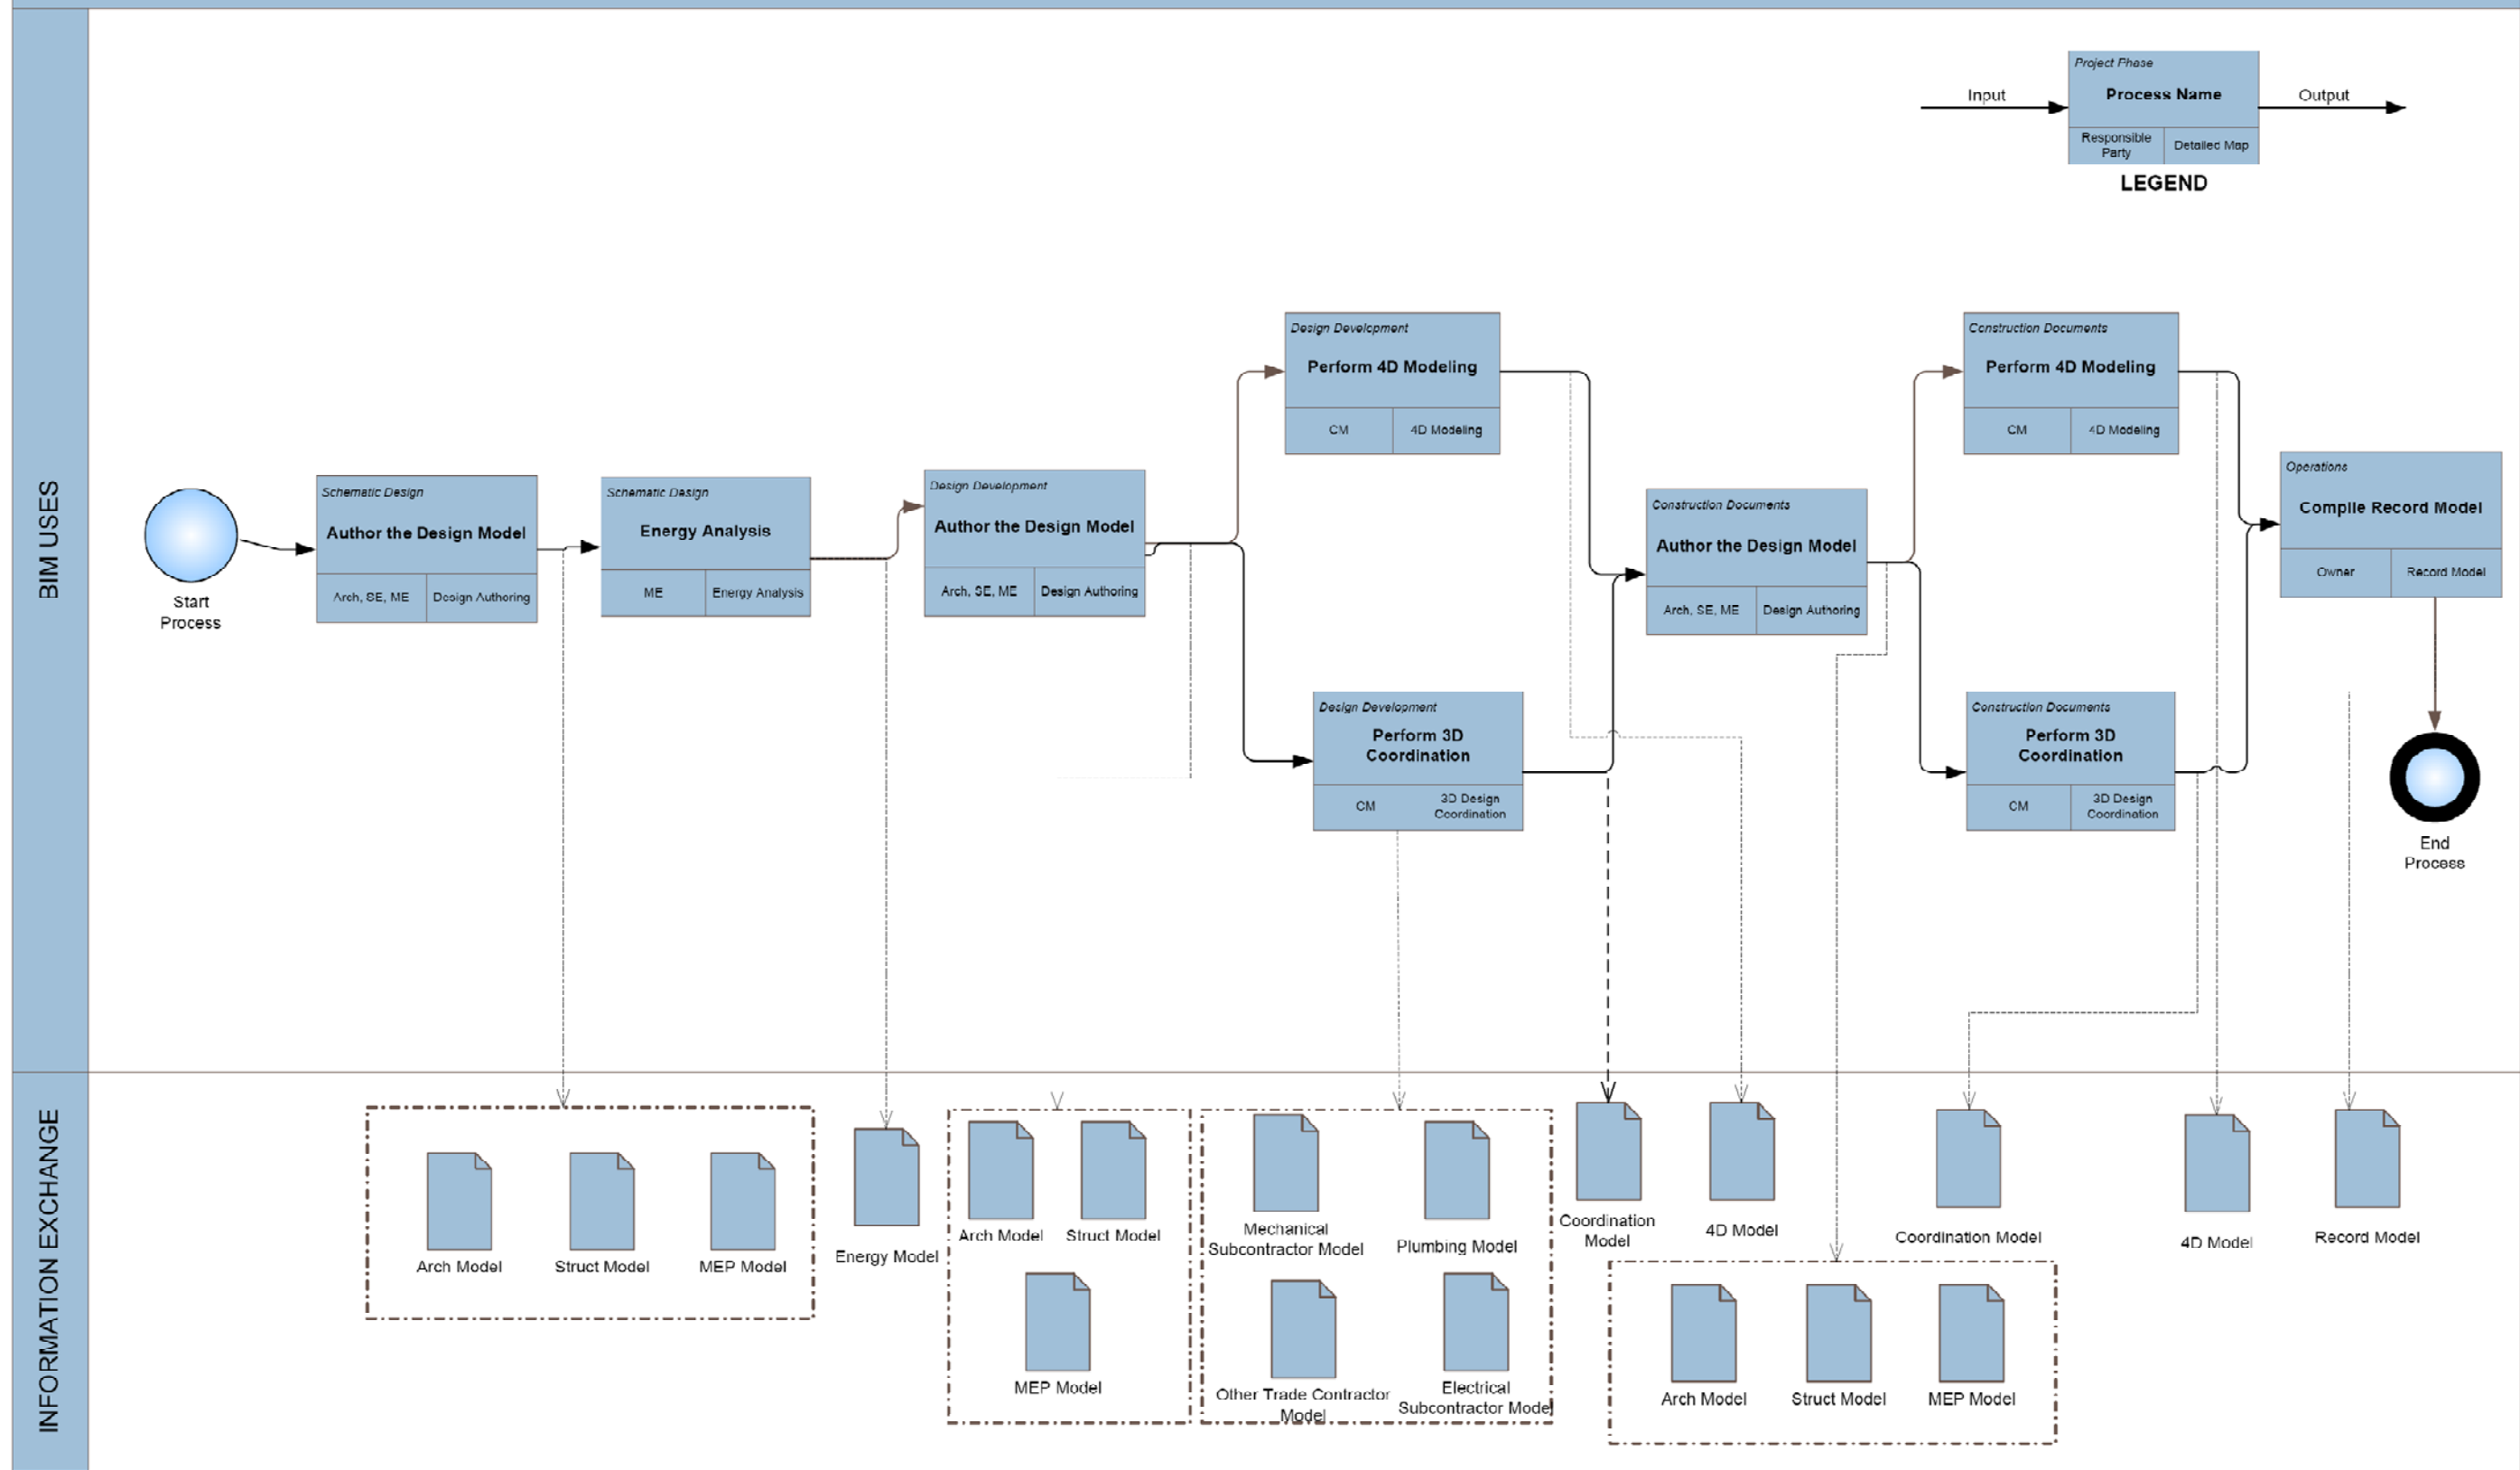 Project Phase
Process Name
Responsible
Party
Detailed Map
Input
Output
LEGEND
BIM USES
Start
Process
Schematic Design
Author the Design Model
Arch, SE, ME
Design Authoring
Schematic Design
Energy Analysis
ME
Energy Analysis
Design Development
Author the Design Model
Arch, SE, ME
Design Authoring
Design Development
Perform 4D Modeling
CM
4D Modeling
Design Development
Perform 3D
Coordination
CM
3D Design
Coordination
Construction Documents
Author the Design Model
Arch, SE, ME
Design Authoring
Construction Documents
Perform 4D Modeling
CM
4D Modeling
Construction Documents
Perform 3D
Coordination
CM
3D Design
Coordination
Operations
Compile Record Model
Owner
Record Model
End
Process
INFORMATION EXCHANGE
Arch Model
Struct Model
MEP Model
Energy Model
Arch Model
Struct Model
MEP Model
Mechanical
Subcontractor Model
Plumbing Model
Other Trade Contractor
Model
Electrical
Subcontractor Model
Coordination
Model
4D Model
Arch Model
Struct Model
MEP Model
Coordination Model
4D Model
Record Model